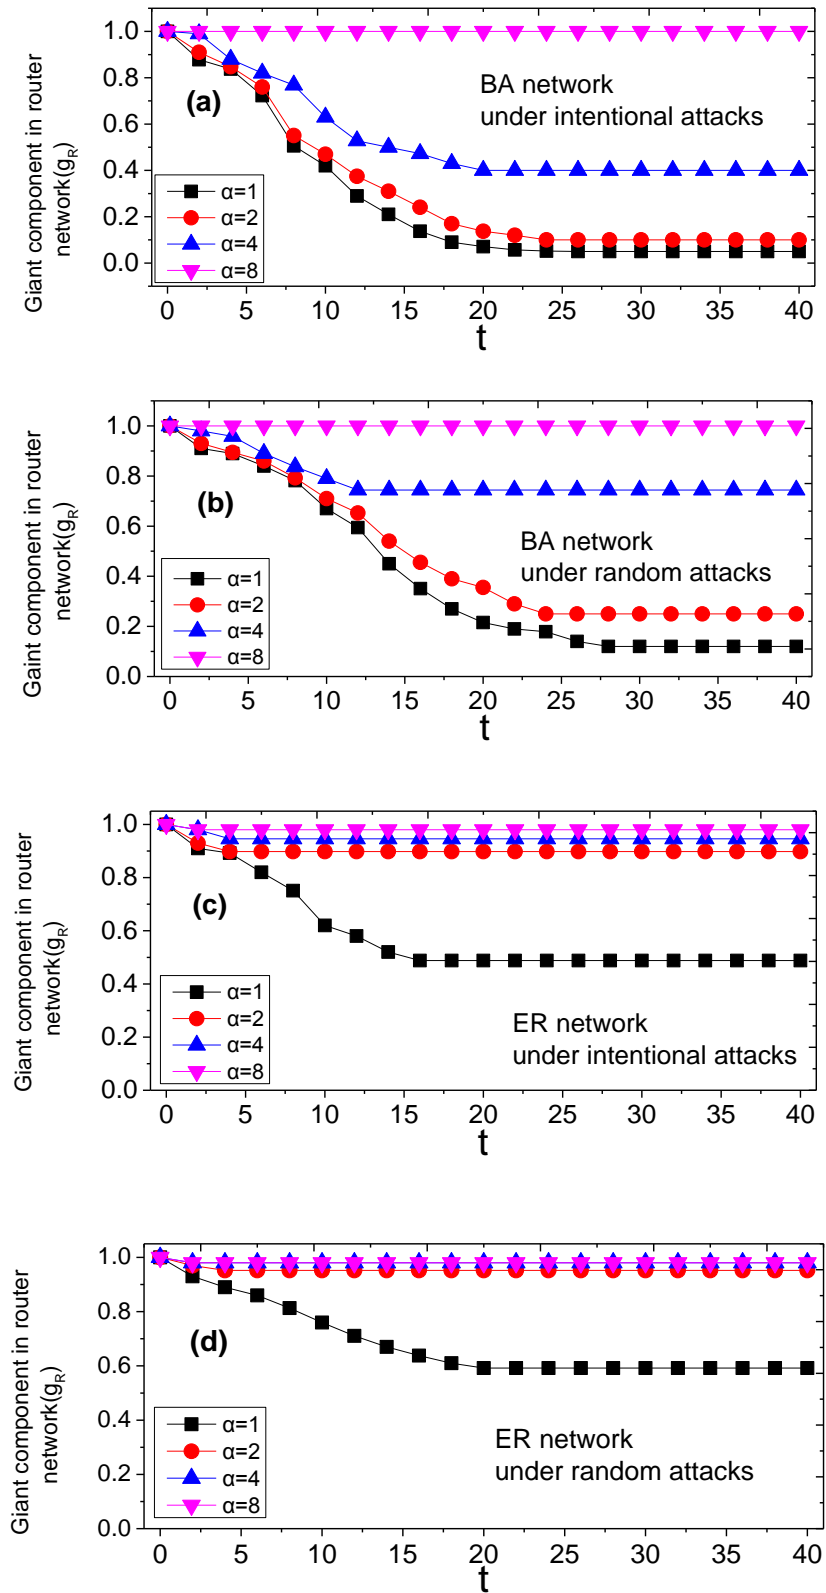 1.0
0.8
0.6
0.4
0.2
0.0
Giant component in router
network(gR)
(a)
BA network
under intentional attacks
α=1
α=2
α=4
α=8
0 5 10 15 20 25 30 35 40
t
1.0
0.8
0.6
0.4
0.2
0.0
Gaint component in router
network(gR)
(b)
BA network
under random attacks
α=1
α=2
α=4
α=8
0 5 10 15 20 25 30 35 40
t
1.0
0.8
0.6
0.4
0.2
0.0
Giant component in router
network(gR)
(c)
ER network
under intentional attacks
α=1
α=2
α=4
α=8
0 5 10 15 20 25 30 35 40
t
1.0
0.8
0.6
0.4
0.2
0.0
Giant component in router
network(gR)
(d)
ER network
under random attacks
α=1
α=2
α=4
α=8
0 5 10 15 20 25 30 35 40
t